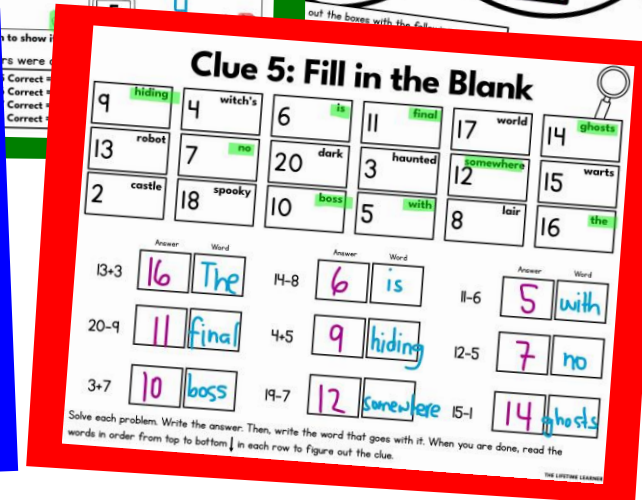 out the boxes with the
n to show i
rs were
Correct =
Correct =
Correct =
Correct =
Clue 5: Fill in the Blank
9 hiding 4 witch's 6 is 11 final 17 world 14 ghosts
13 robot 7 no 20 dark 3 haunted 12 somewhere 15 warts
2 castle 18 spooky 10 boss 5 with 8 lair 16 the
Answer Word Answer Word Answer Word
13+3 16 The 14-8 6 is 11-6 5 with
20-9 11 final 4+5 9 hiding 12-5 7 no
3+7 10 boss 19-7 12 somewhere 15-1 14 ghosts
Solve each problem. Write the answer. Then, write the word that goes with it. When you are done, read the
words in order from top to bottom ↓ in each row to figure out the clue.
THE LIFETIME LEARNER